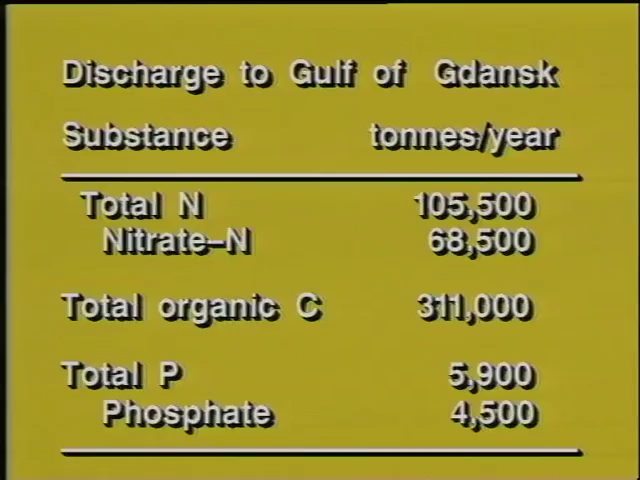 Discharge to Gulf of Gdansk
Substance tonnes/year
Total N 105,500
Nitrate-N 68,500
Total organic C 311,000
Total P 5,900
Phosphate 4,500